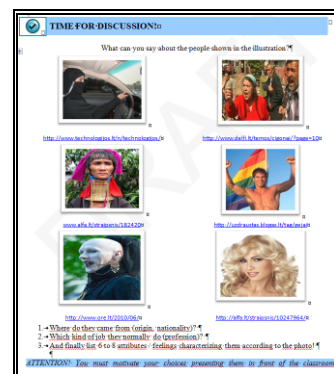 TIME·FOR·DISCUSSION!¤
What can you say about the people shown in the illustration?¶
http://www.technologijos.lt/n/technologijos/¤
http://www.delfi.lt/temos/cigonai/?page=10¤
www.alfa.lt/straipsnis/182420¤
http://uzdraustas.blogas.lt/tag/gejai¤
http://www.ore.lt/2010/06/¤
http://alfa.lt/straipsnis/10247964/¤
1.→Where do they came from (origin, nationality)? ¶
2.→Which kind of job they normally do (profession)? ¶
3.→And finally list 6 to 8 attributes / feelings characterizing them according to the photo! ¶
¶
ATTENTION! You must motivate your choices presenting them in front of the classroom